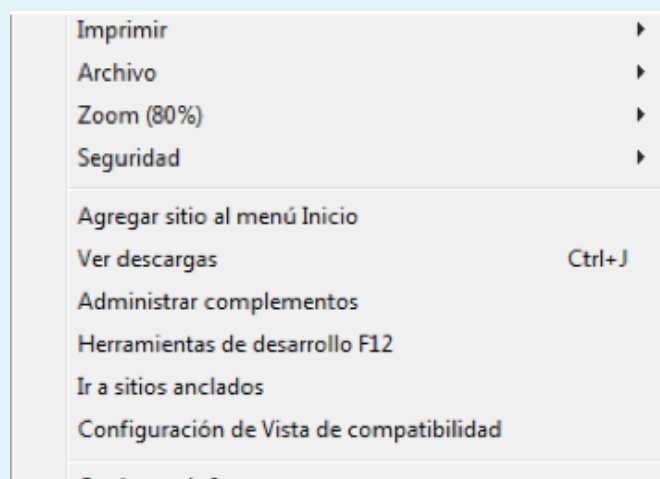 Imprimir
Archivo
Zoom (80%)
Seguridad
Agregar sitio al menú Inicio
Ver descargas Ctrl+J
Administrar complementos
Herramientas de desarrollo F12
Ir a sitios anclados
Configuración de Vista de compatibilidad